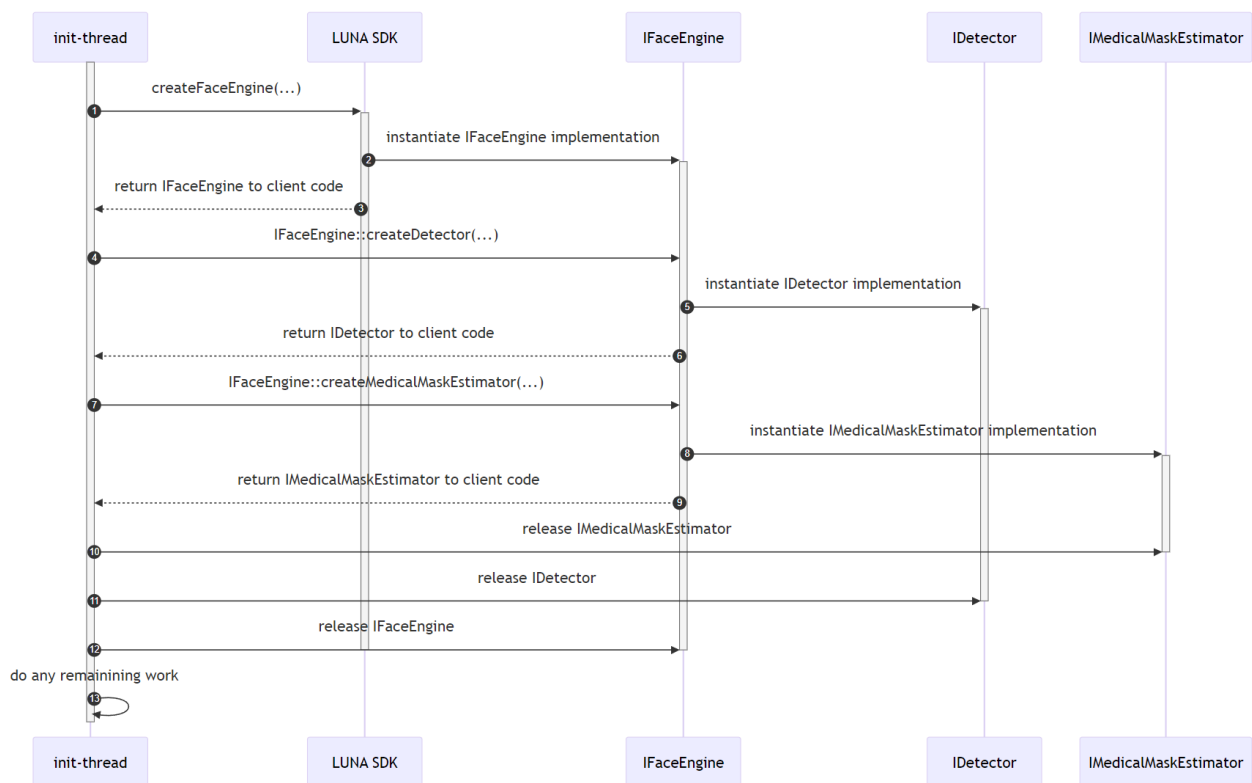 init-thread
LUNA SDK
IFaceEngine
IDetector
IMedicalMaskEstimator
createFaceEngine(...)
1
instantiate IFaceEngine implementation
2
return IFaceEngine to client code
3
IFaceEngine::createDetector(...)
4
instantiate IDetector implementation
5
return IDetector to client code
6
IFaceEngine::createMedicalMaskEstimator(...)
7
instantiate IMedicalMaskEstimator implementation
8
return IMedicalMaskEstimator to client code
9
release IMedicalMaskEstimator
10
release IDetector
11
release IFaceEngine
12
do any remainining work
13
init-thread
LUNA SDK
IFaceEngine
IDetector
IMedicalMaskEstimator